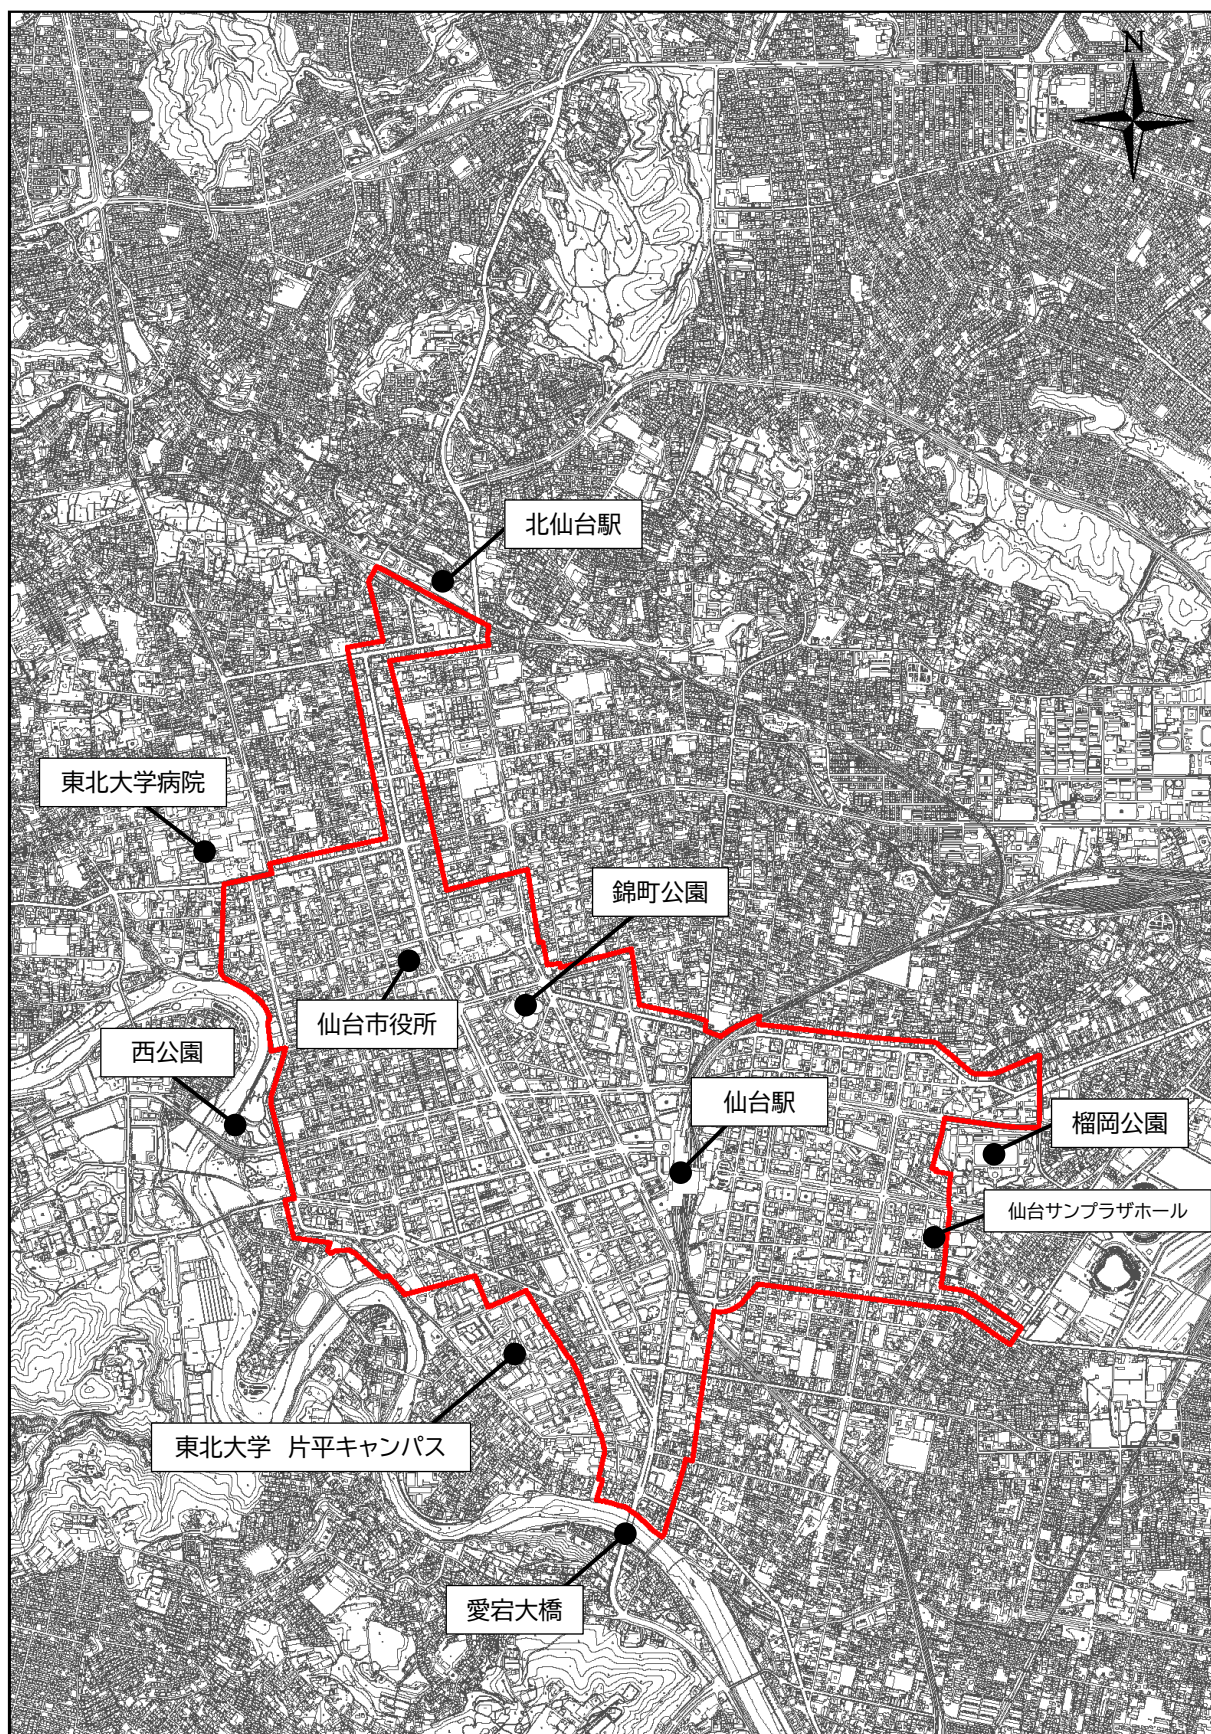 N
北仙台駅
東北大学病院
錦町公園
仙台市役所
西公園
仙台駅
榴岡公園
仙台サンプラザホール
東北大学　片平キャンパス
愛宕大橋